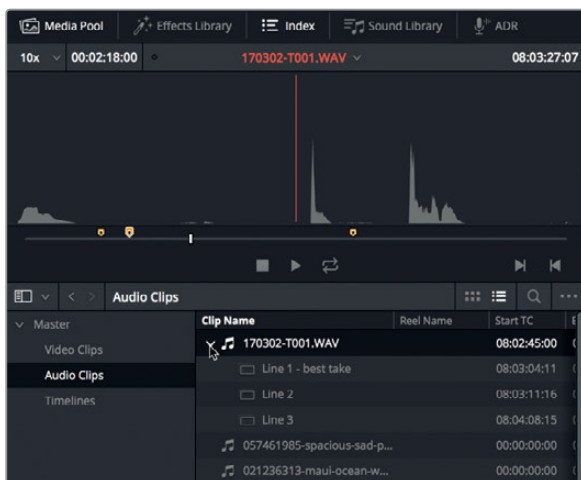 Media Pool Effects Library Index Sound Library ADR
10x 00:02:18:00 170302-T001.WAV 08:03:27:07
Audio Clips
Master
Video Clips
Audio Clips
Timelines
Clip Name Reel Name Start TC E
170302-T001.WAV 08:02:45:00
Line 1 - best take 08:03:04:11
Line 2 08:03:11:16
Line 3 08:04:08:15
057461985-spacious-sad-p... 00:00:00:00
021236313-maui-ocean-w... 00:00:00:00